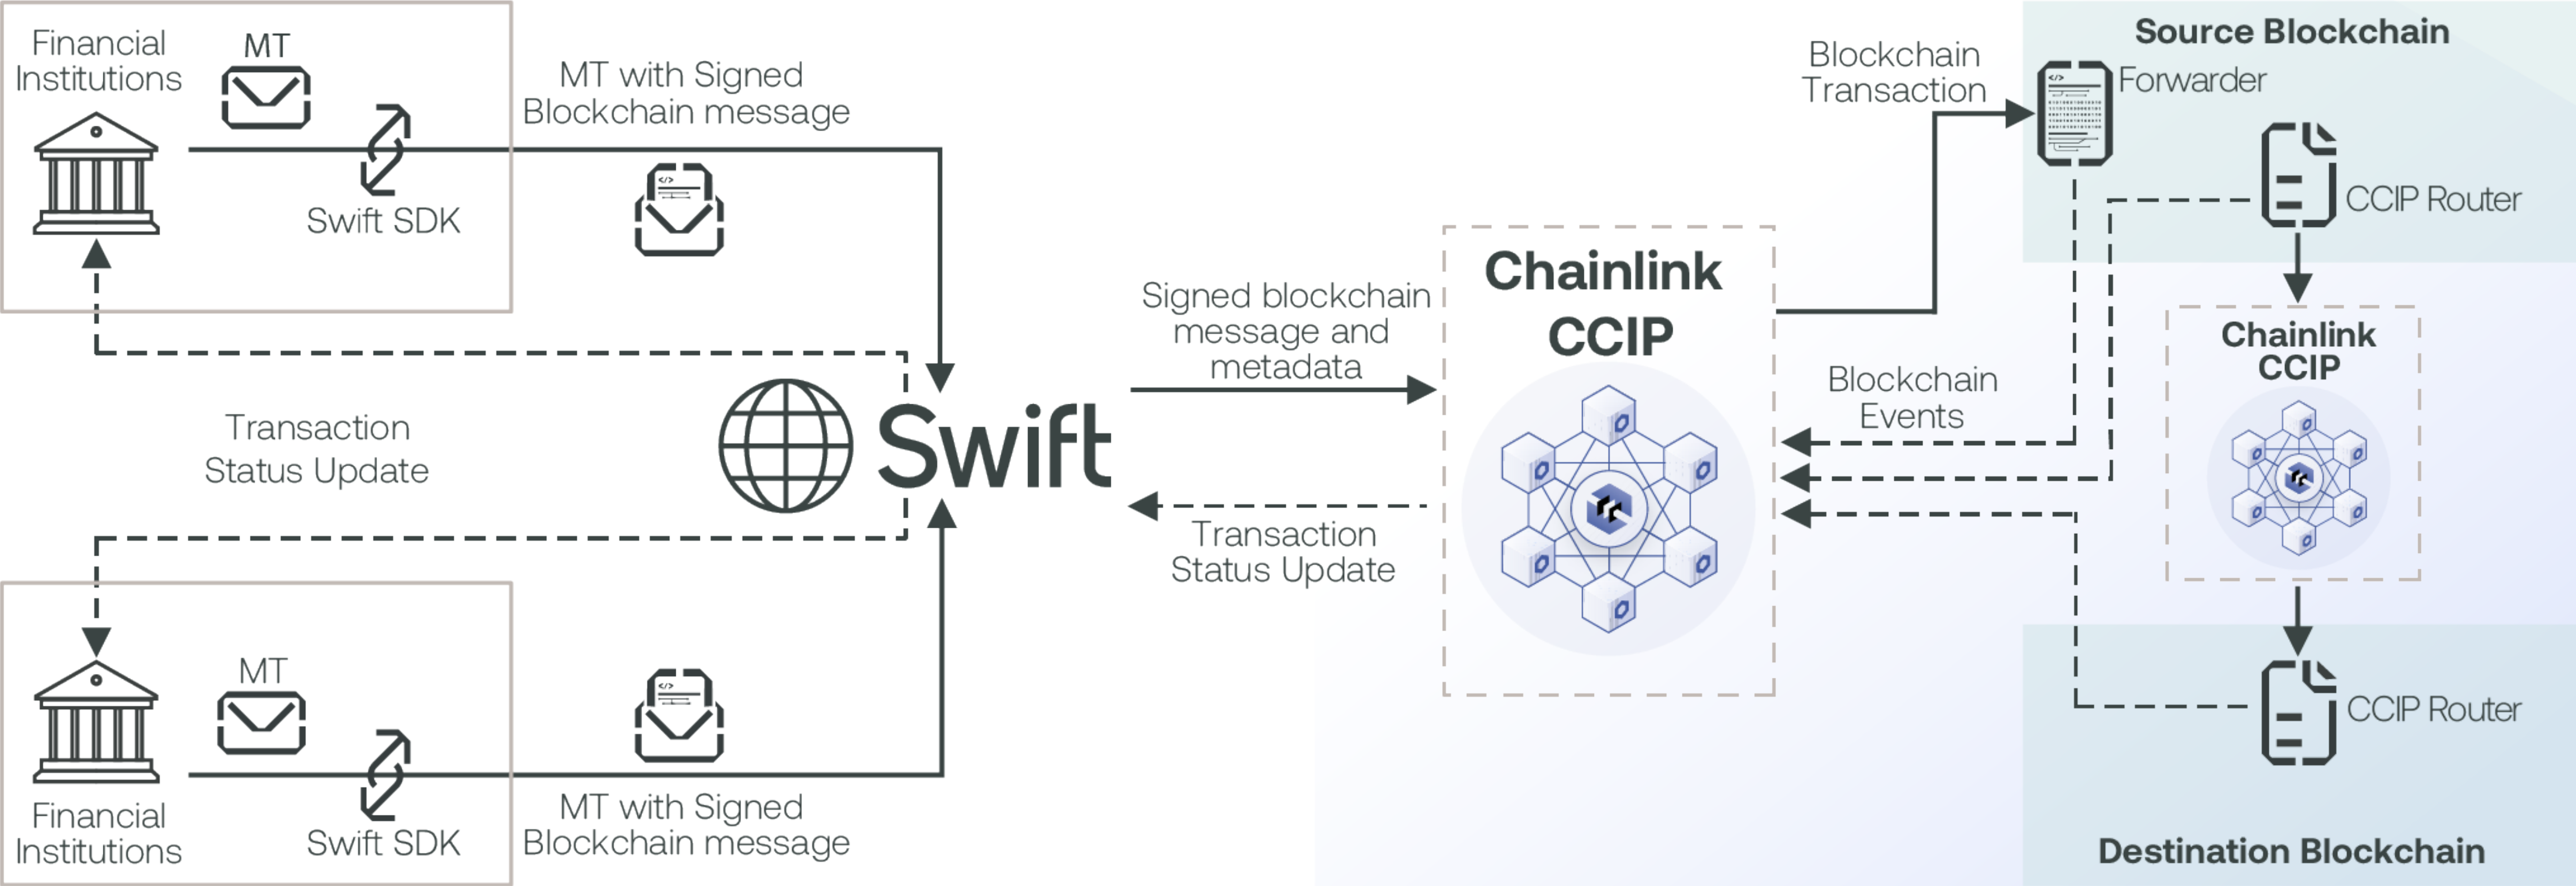 Financial
Institutions
MT
Swift SDK
MT with Signed
Blockchain message
Transaction
Status Update
Swift
MT
Financial
Institutions
Swift SDK
MT with Signed
Blockchain message
Signed blockchain
message and
metadata
Transaction
Status Update
Chainlink
CCIP
Blockchain
Transaction
Blockchain
Events
Source Blockchain
Forwarder
CCIP Router
Chainlink
CCIP
CCIP Router
Destination Blockchain